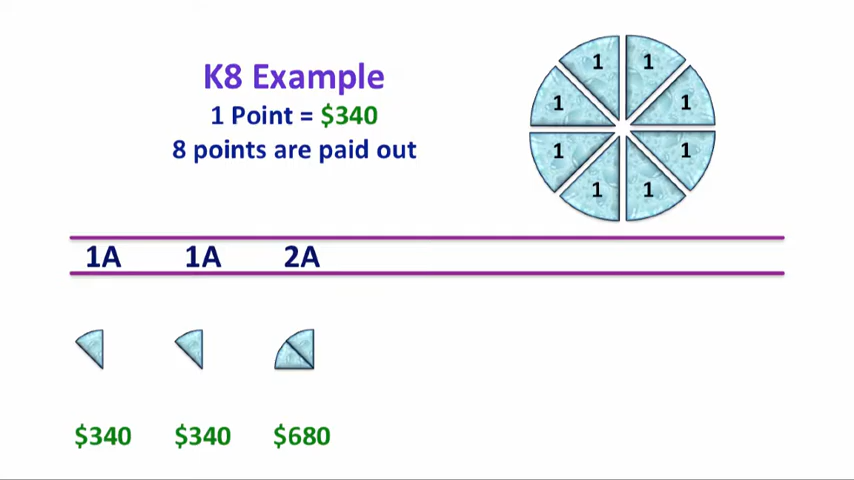 K8 Example
1 Point = $340
8 points are paid out
1 1
1 1
1 1
1 1
1A 1A 2A
$340 $340 $680